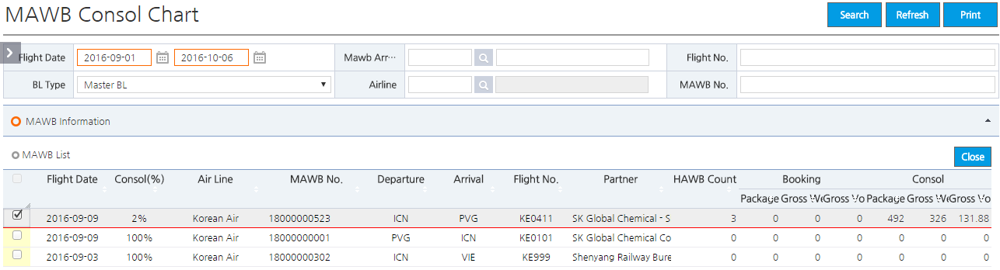 MAWB Consol Chart Search Refresh Print
Flight Date 2016-09-01 2016-10-06 Mawb Arr… Flight No.
BL Type Master BL Airline MAWB No.
MAWB Information
MAWB List Close
Flight Date Consol(%) Air Line MAWB No. Departure Arrival Flight No. Partner HAWB Count Booking Consol
Package Gross We Gross Vo Package Gross We Gross Vo
2016-09-09 2% Korean Air 18000000523 ICN PVG KE0411 SK Global Chemical - S 3 0 0 0 492 326 131.88
2016-09-09 100% Korean Air 18000000001 PVG ICN KE0101 SK Global Chemical Co 0 0 0 0 0 0 0
2016-09-03 100% Korean Air 18000000302 ICN VIE KE999 Shenyang Railway Bure 0 0 0 0 0 0 0